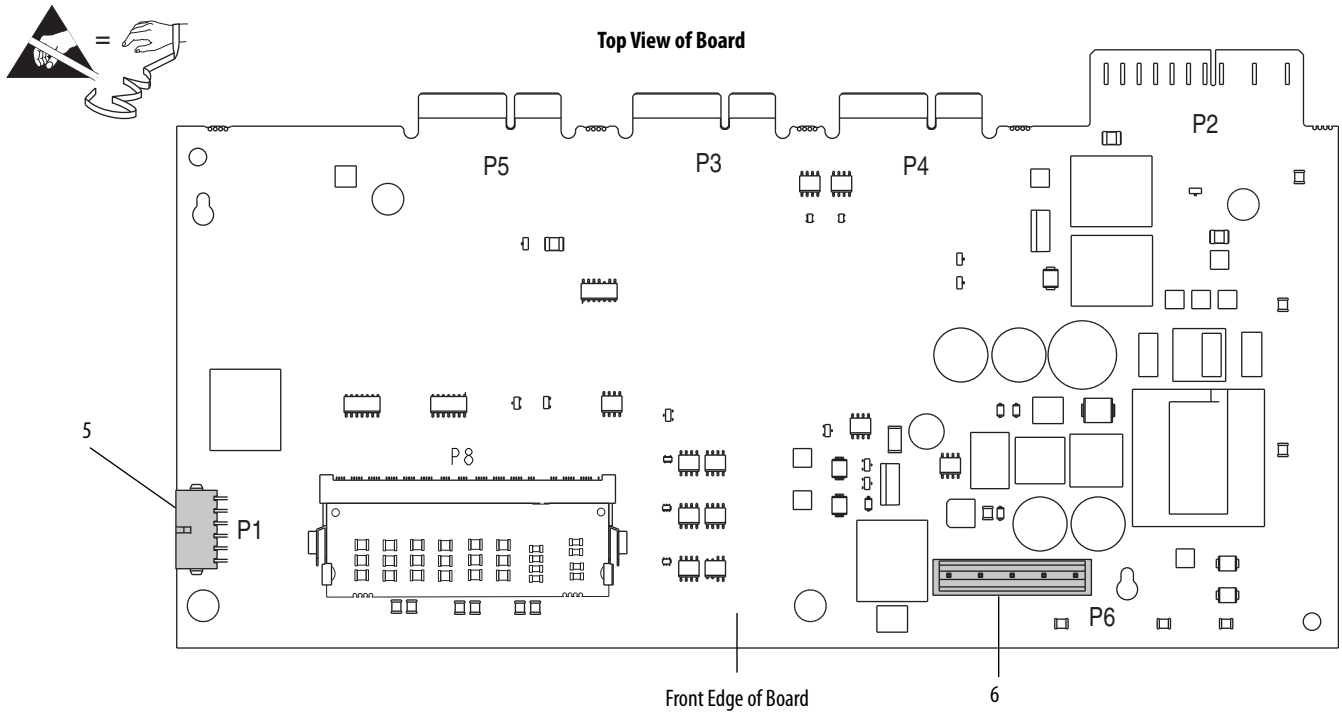 =
Top View of Board
P2
P5
P3
P4
5
P8
P1
P6
Front Edge of Board
6